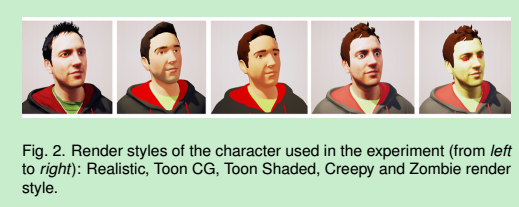 Fig. 2. Render styles of the character used in the experiment (from left
to right): Realistic, Toon CG, Toon Shaded, Creepy and Zombie render
style.